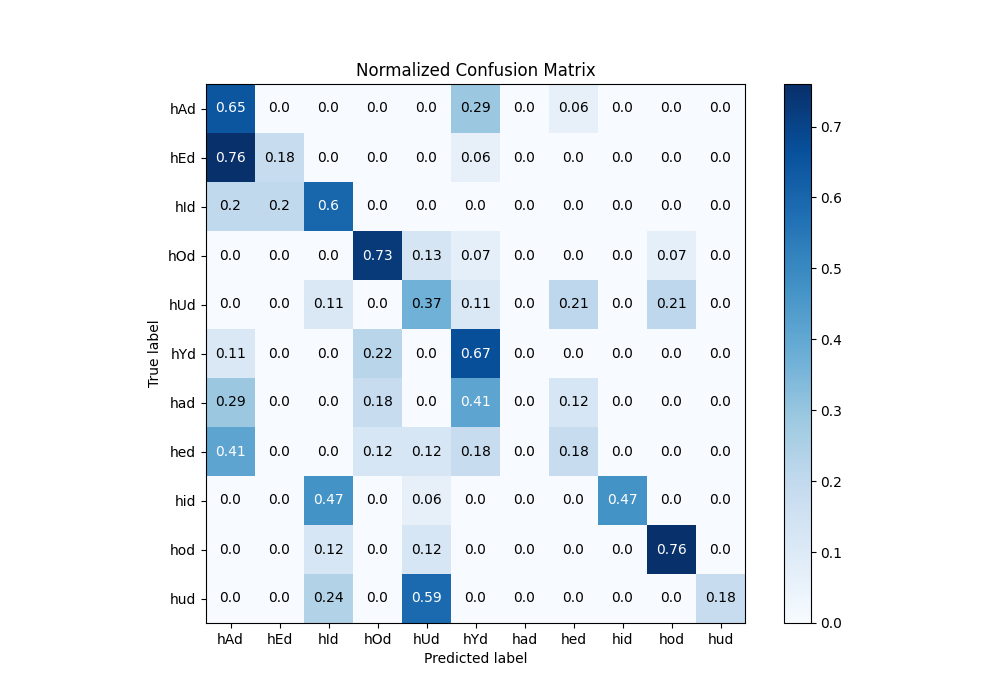 Normalized Confusion Matrix
hAd 0.65 0.0 0.0 0.0 0.0 0.29 0.0 0.06 0.0 0.0 0.0
hEd 0.76 0.18 0.0 0.0 0.0 0.06 0.0 0.0 0.0 0.0 0.0
hId 0.2 0.2 0.6 0.0 0.0 0.0 0.0 0.0 0.0 0.0 0.0
hOd 0.0 0.0 0.0 0.73 0.13 0.07 0.0 0.0 0.0 0.07 0.0
hUd 0.0 0.0 0.11 0.0 0.37 0.11 0.0 0.21 0.0 0.21 0.0
hYd 0.11 0.0 0.0 0.22 0.0 0.67 0.0 0.0 0.0 0.0 0.0
had 0.29 0.0 0.0 0.18 0.0 0.41 0.0 0.12 0.0 0.0 0.0
hed 0.41 0.0 0.0 0.12 0.12 0.18 0.0 0.18 0.0 0.0 0.0
hid 0.0 0.0 0.47 0.0 0.06 0.0 0.0 0.0 0.47 0.0 0.0
hod 0.0 0.0 0.12 0.0 0.12 0.0 0.0 0.0 0.0 0.76 0.0
hud 0.0 0.0 0.24 0.0 0.59 0.0 0.0 0.0 0.0 0.0 0.18
hAd hEd hId hOd hUd hYd had hed hid hod hud
Predicted label
True label
0.7
0.6
0.5
0.4
0.3
0.2
0.1
0.0